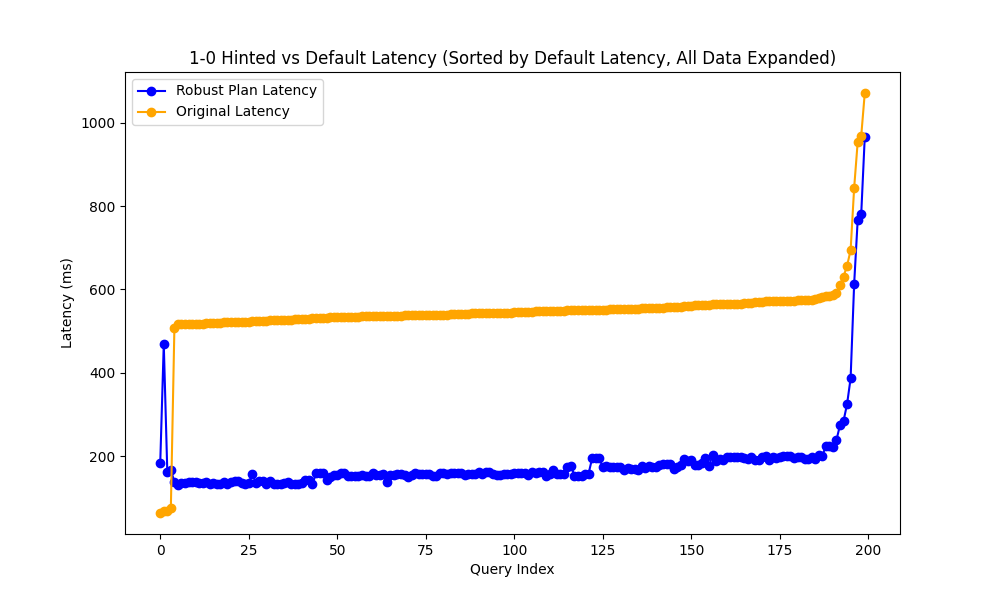 1-0 Hinted vs Default Latency (Sorted by Default Latency, All Data Expanded)
Robust Plan Latency
Original Latency
Latency (ms)
1000
800
600
400
200
0 25 50 75 100 125 150 175 200
Query Index